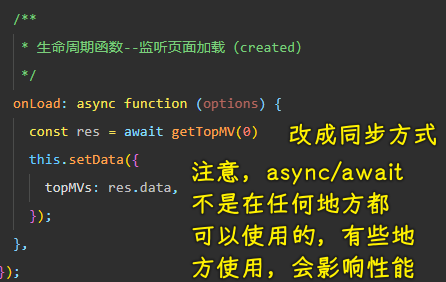 /**
* 生命周期函数--监听页面加载（created）
*/
onLoad: async function (options) {
const res = await getTopMV(0)
改成同步方式
this.setData({
topMVs: res.data,
});
},
});
注意，async/await
不是在任何地方都
可以使用的，有些地
方使用，会影响性能